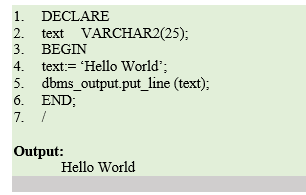 1. DECLARE
2. text VARCHAR2(25);
3. BEGIN
4. text:= ‘Hello World’;
5. dbms_output.put_line (text);
6. END;
7. /
Output:
Hello World